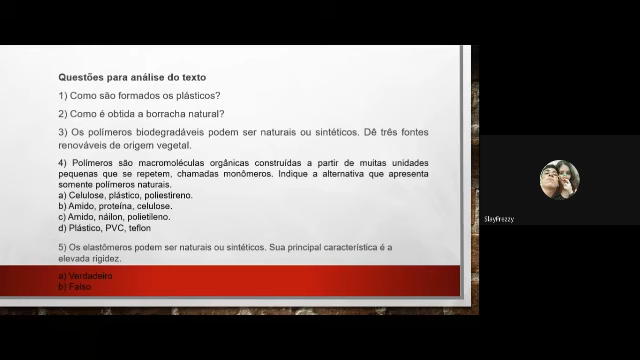 Questões para análise do texto
1) Como são formados os plásticos?
2) Como é obtida a borracha natural?
3) Os polímeros biodegradáveis podem ser naturais ou sintéticos. Dê três fontes
renováveis de origem vegetal.
4) Polímeros são macromoléculas orgânicas construídas a partir de muitas unidades
pequenas que se repetem, chamadas monômeros. Indique a alternativa que apresenta
somente polímeros naturais.
a) Celulose, plástico, poliestireno.
b) Amido, proteína, celulose.
c) Amido, náilon, polietileno.
d) Plástico, PVC, teflon
5) Os elastômeros podem ser naturais ou sintéticos. Sua principal característica é a
elevada rigidez.
a) Verdadeiro
b) Falso
SlayFrezzy